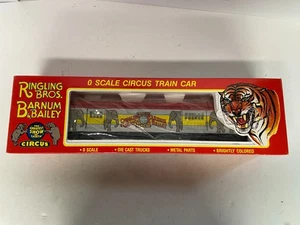 RINGLING
BROS.
BARNUM &
BAILEY
THE GREATEST
SHOW
ON EARTH
CIRCUS
O SCALE CIRCUS TRAIN CAR
• O SCALE • DIE CAST TRUCKS • METAL PARTS • BRIGHTLY COLORED